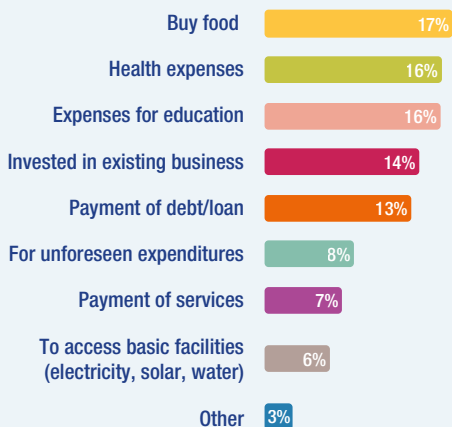 Buy food 17%
Health expenses 16%
Expenses for education 16%
Invested in existing business 14%
Payment of debt/loan 13%
For unforeseen expenditures 8%
Payment of services 7%
To access basic facilities
(electricity, solar, water) 6%
Other 3%